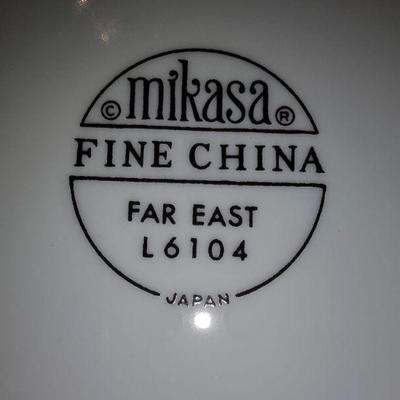 © mikasa ®
FINE CHINA
FAR EAST
L6104
JAPAN